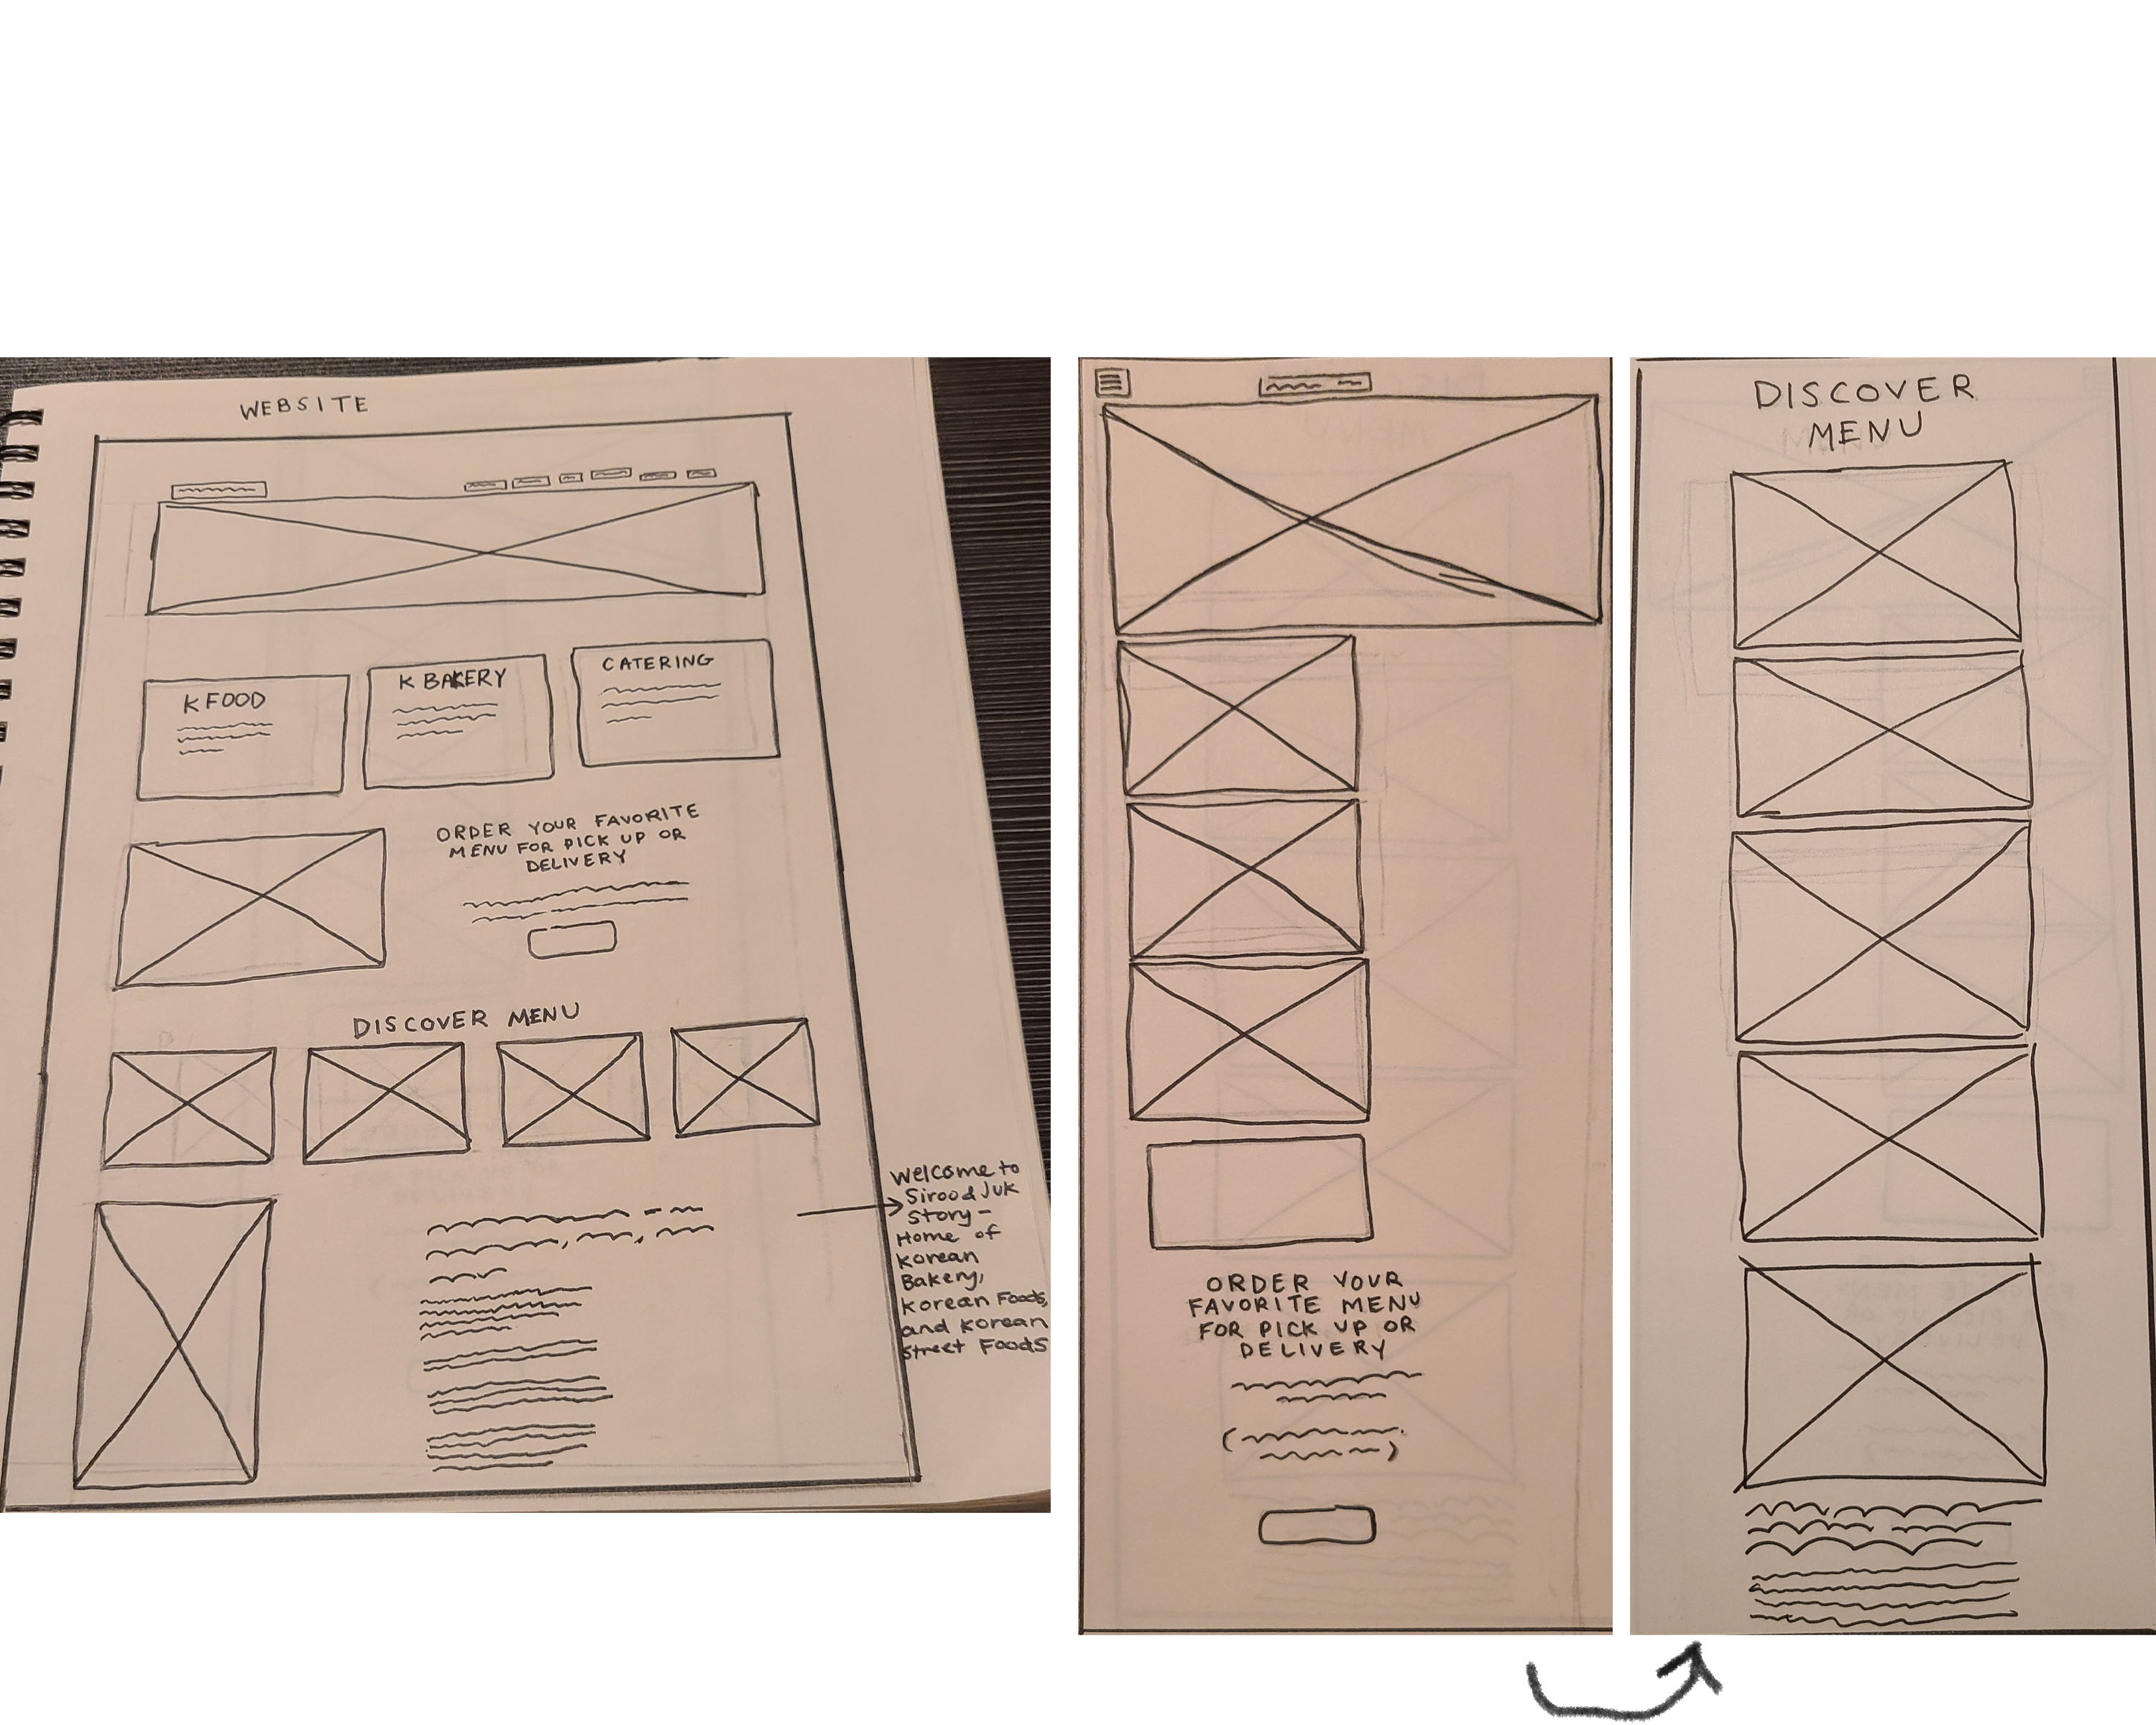 WEBSITE
K FOOD
K BAKERY
CATERING
ORDER YOUR FAVORITE
MENU FOR PICK UP OR
DELIVERY
DISCOVER MENU
Welcome to
Siroo & Juk
Story -
Home of
Korean
Bakery,
Korean Foods,
and Korean
Street Foods
ORDER YOUR
FAVORITE MENU
FOR PICK UP OR
DELIVERY
DISCOVER
MENU